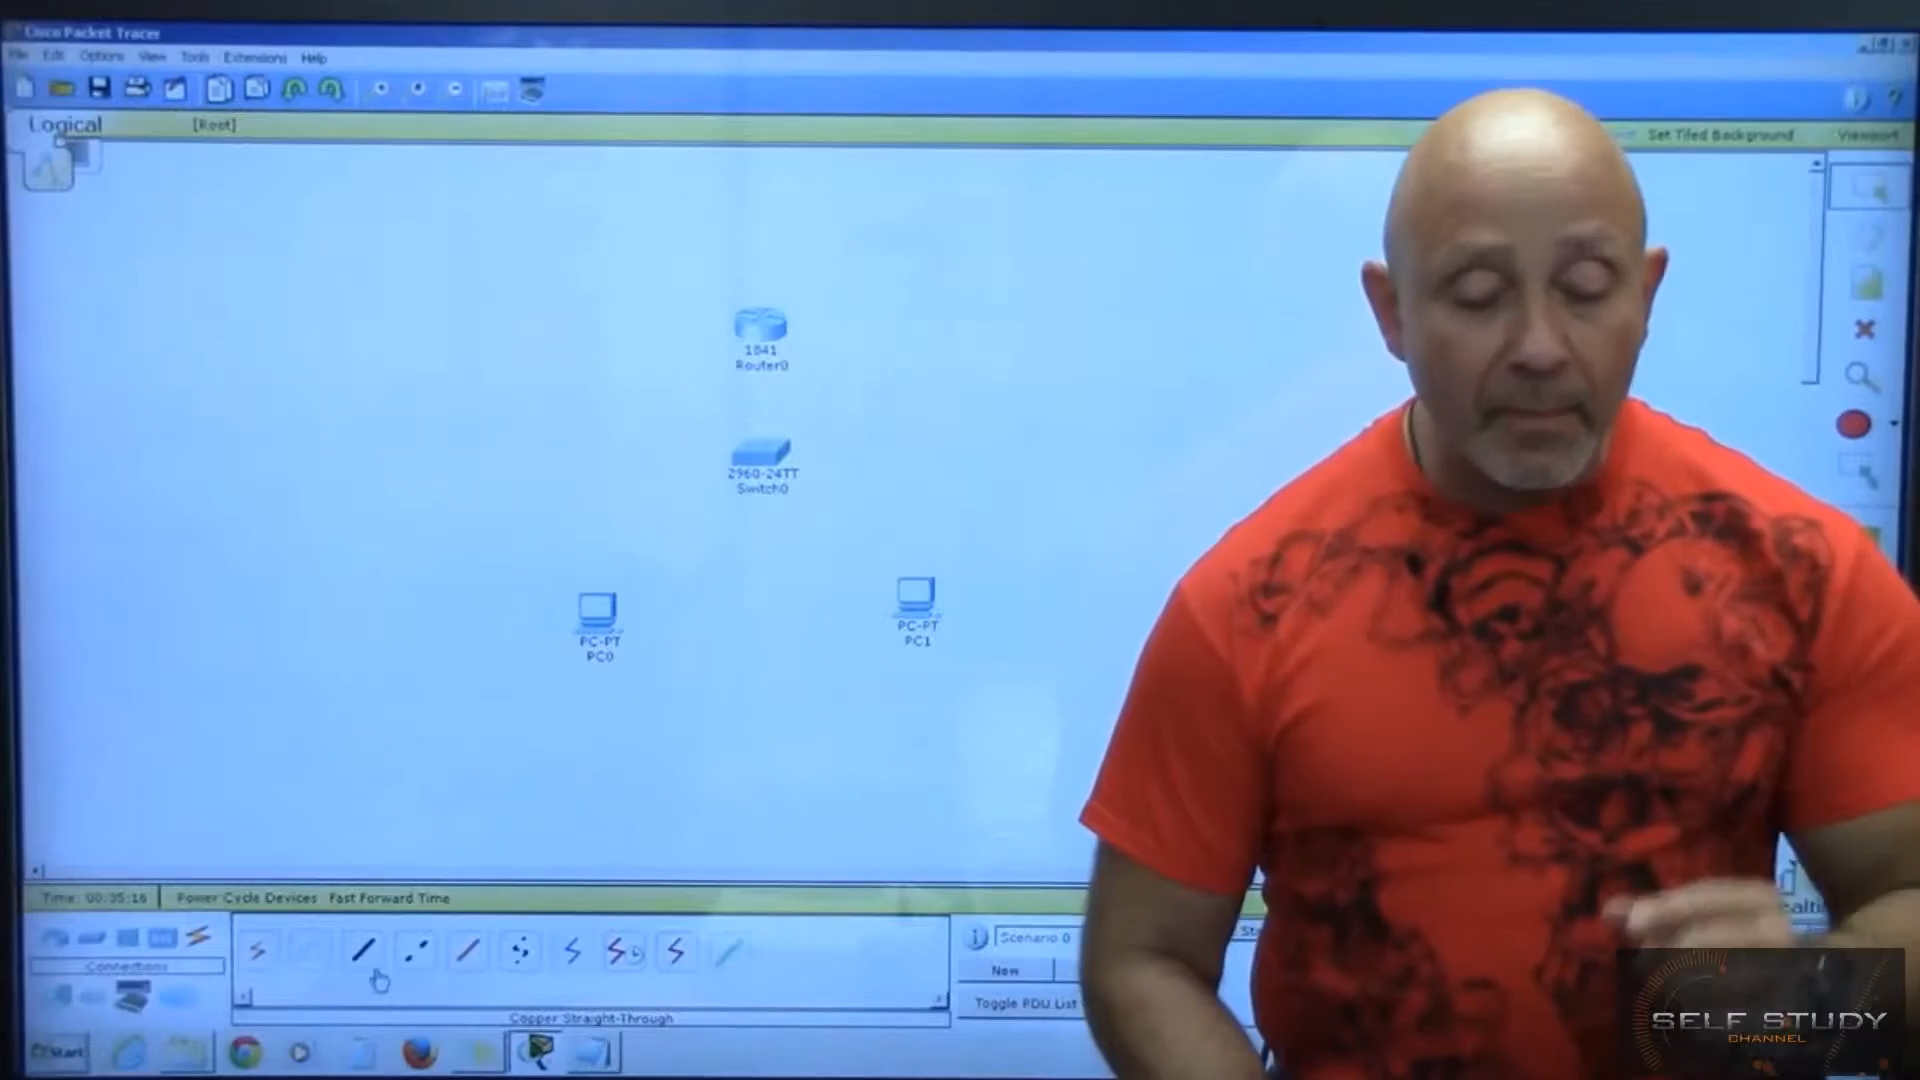 Cisco Packet Tracer
File Edit Options View Tools Extensions Help
Logical [Root] Set Tiled Background Viewport
1841
Router0
2960-24TT
Switch0
PC-PT
PC0
PC-PT
PC1
Time: 00:35:16 Power Cycle Devices Fast Forward Time
Connections
Copper Straight-Through
Scenario 0
New
Toggle PDU List
Start
SELF STUDY
CHANNEL